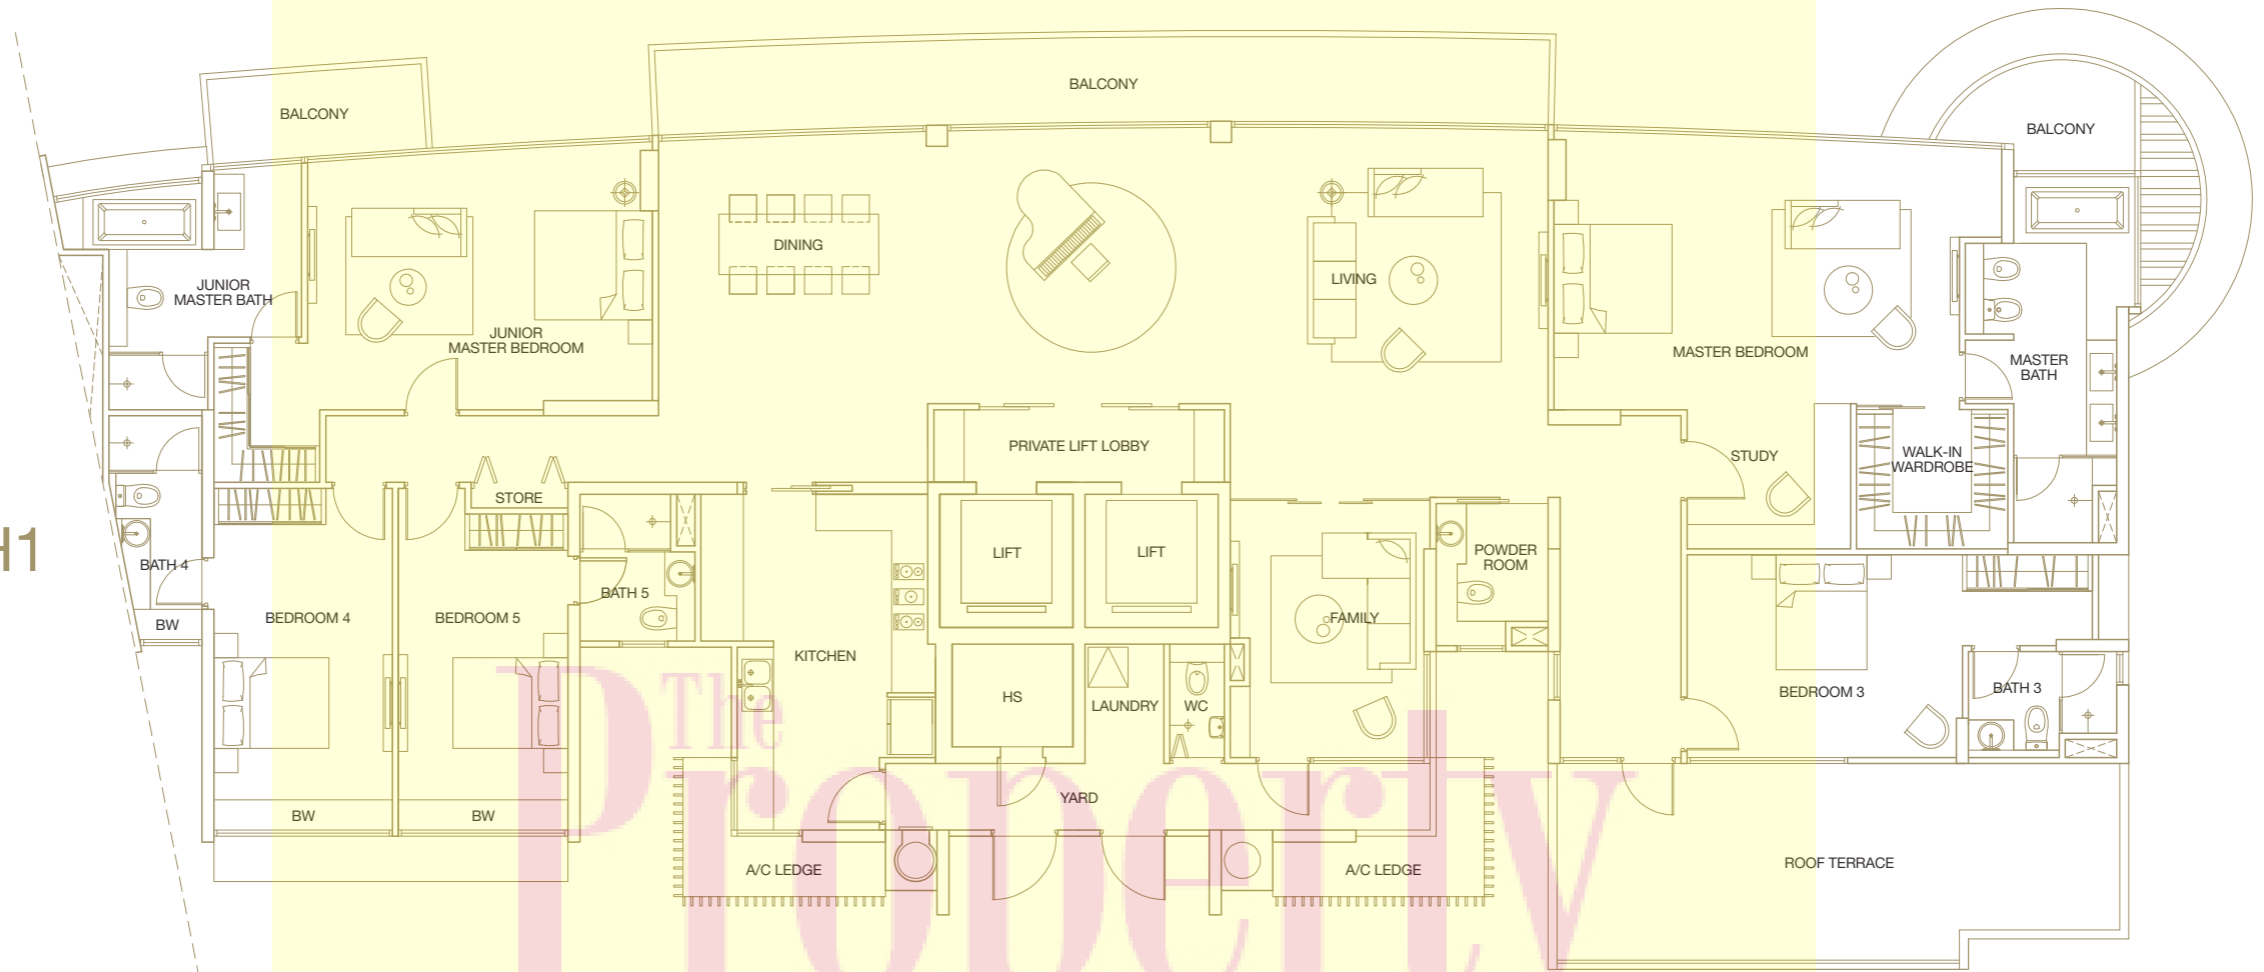 BALCONY
BALCONY
BALCONY
DINING
LIVING
JUNIOR
MASTER BATH
JUNIOR
MASTER BEDROOM
MASTER BEDROOM
MASTER
BATH
PRIVATE LIFT LOBBY
STUDY
WALK-IN
WARDROBE
STORE
H1
LIFT
LIFT
POWDER
ROOM
BATH 4
BATH 5
BW
BEDROOM 4
BEDROOM 5
FAMILY
KITCHEN
HS
LAUNDRY
WC
BEDROOM 3
BATH 3
BW
BW
YARD
A/C LEDGE
A/C LEDGE
ROOF TERRACE
The
Property